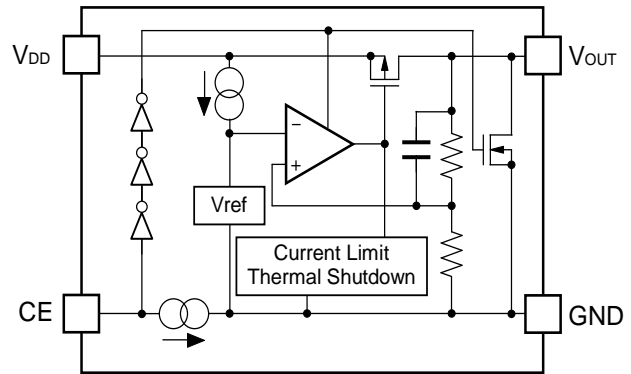 VDD
VOUT
−
+
Vref
Current Limit
Thermal Shutdown
CE
GND